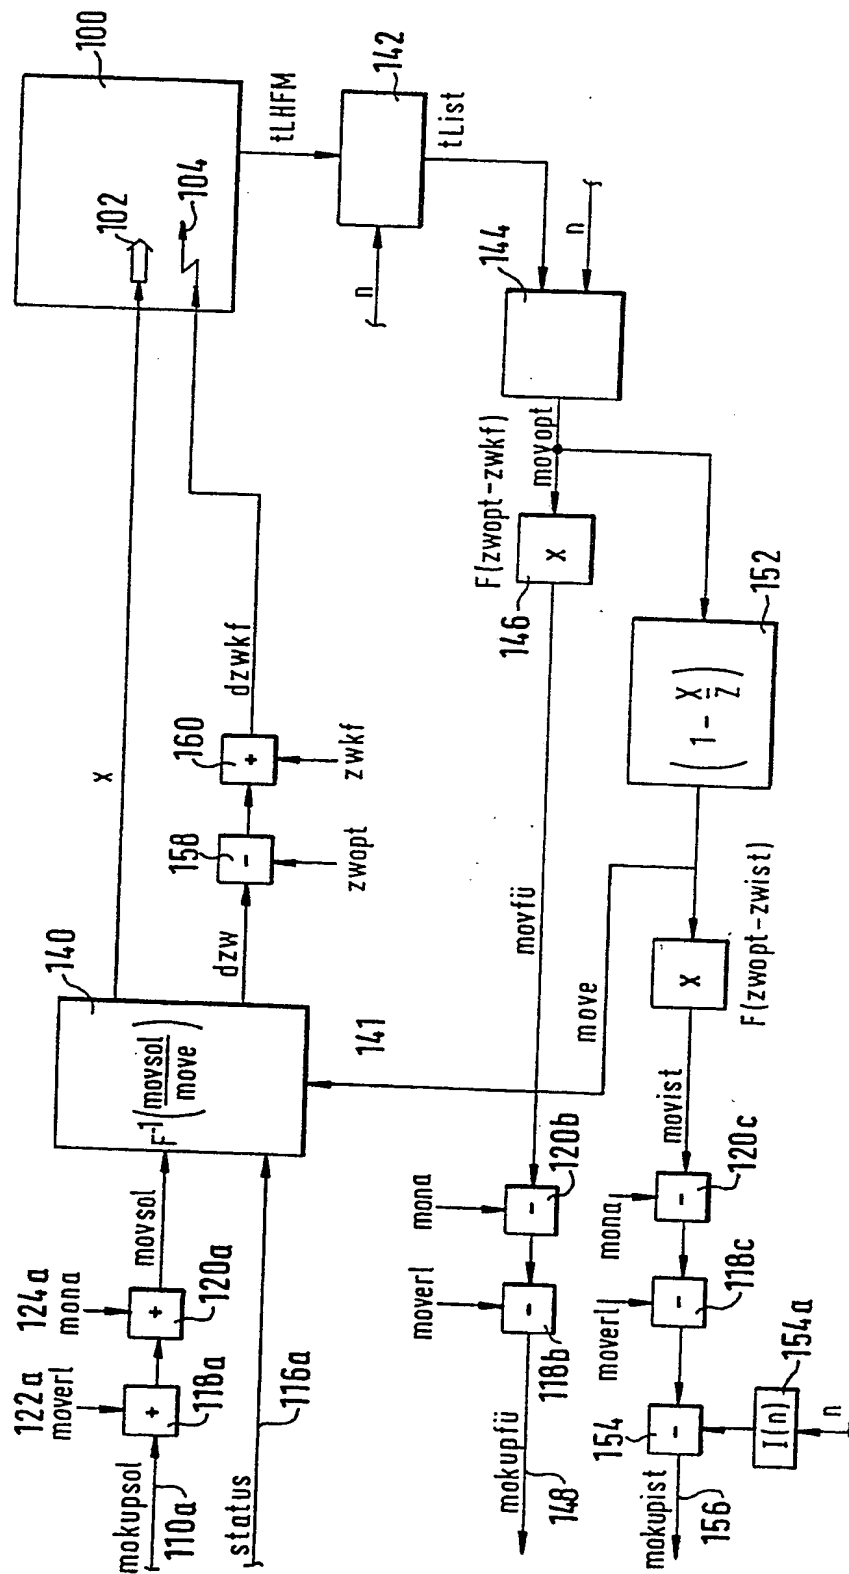 100
102
104
tLHFM
142
n
tList
144
n
movopt
F(zwopt-zwkf)
x
146
152
(1 - x/z)
x
dzwkf
160
+
zwkf
158
-
zwopt
dzw
140
F-1(movsol/move)
141
movfü
move
x
F(zwopt-zwist)
movist
movsol
124a
mona
+
120a
122a
moverl
+
118a
mokupsol
110a
status
116a
mona
-
120b
moverl
-
118b
mokupfü
148
mona
-
120c
moverl
-
118c
154
-
154a
I(n)
n
mokupist
156